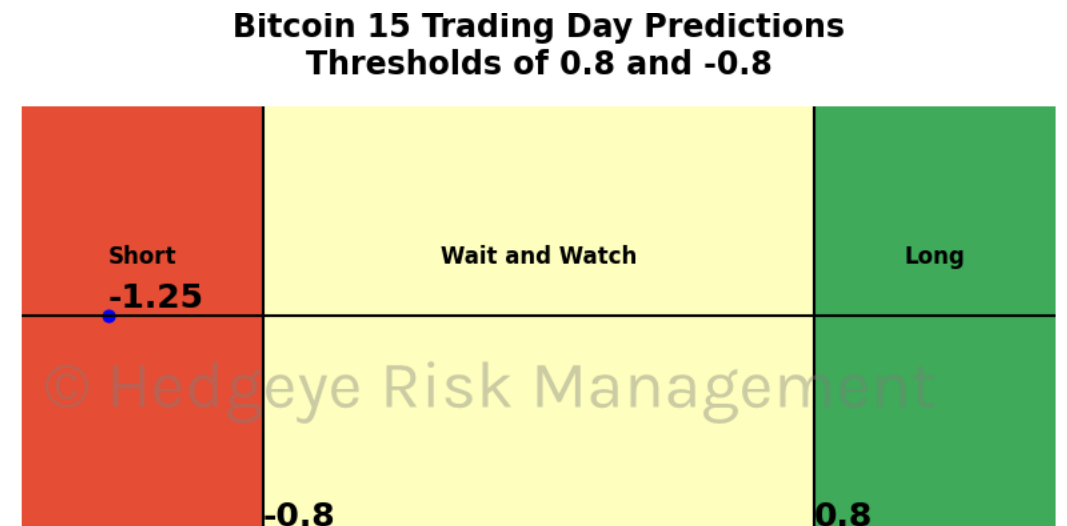 Bitcoin 15 Trading Day Predictions
Thresholds of 0.8 and -0.8
Short
Wait and Watch
Long
-1.25
© Hedgeye Risk Management
-0.8
0.8